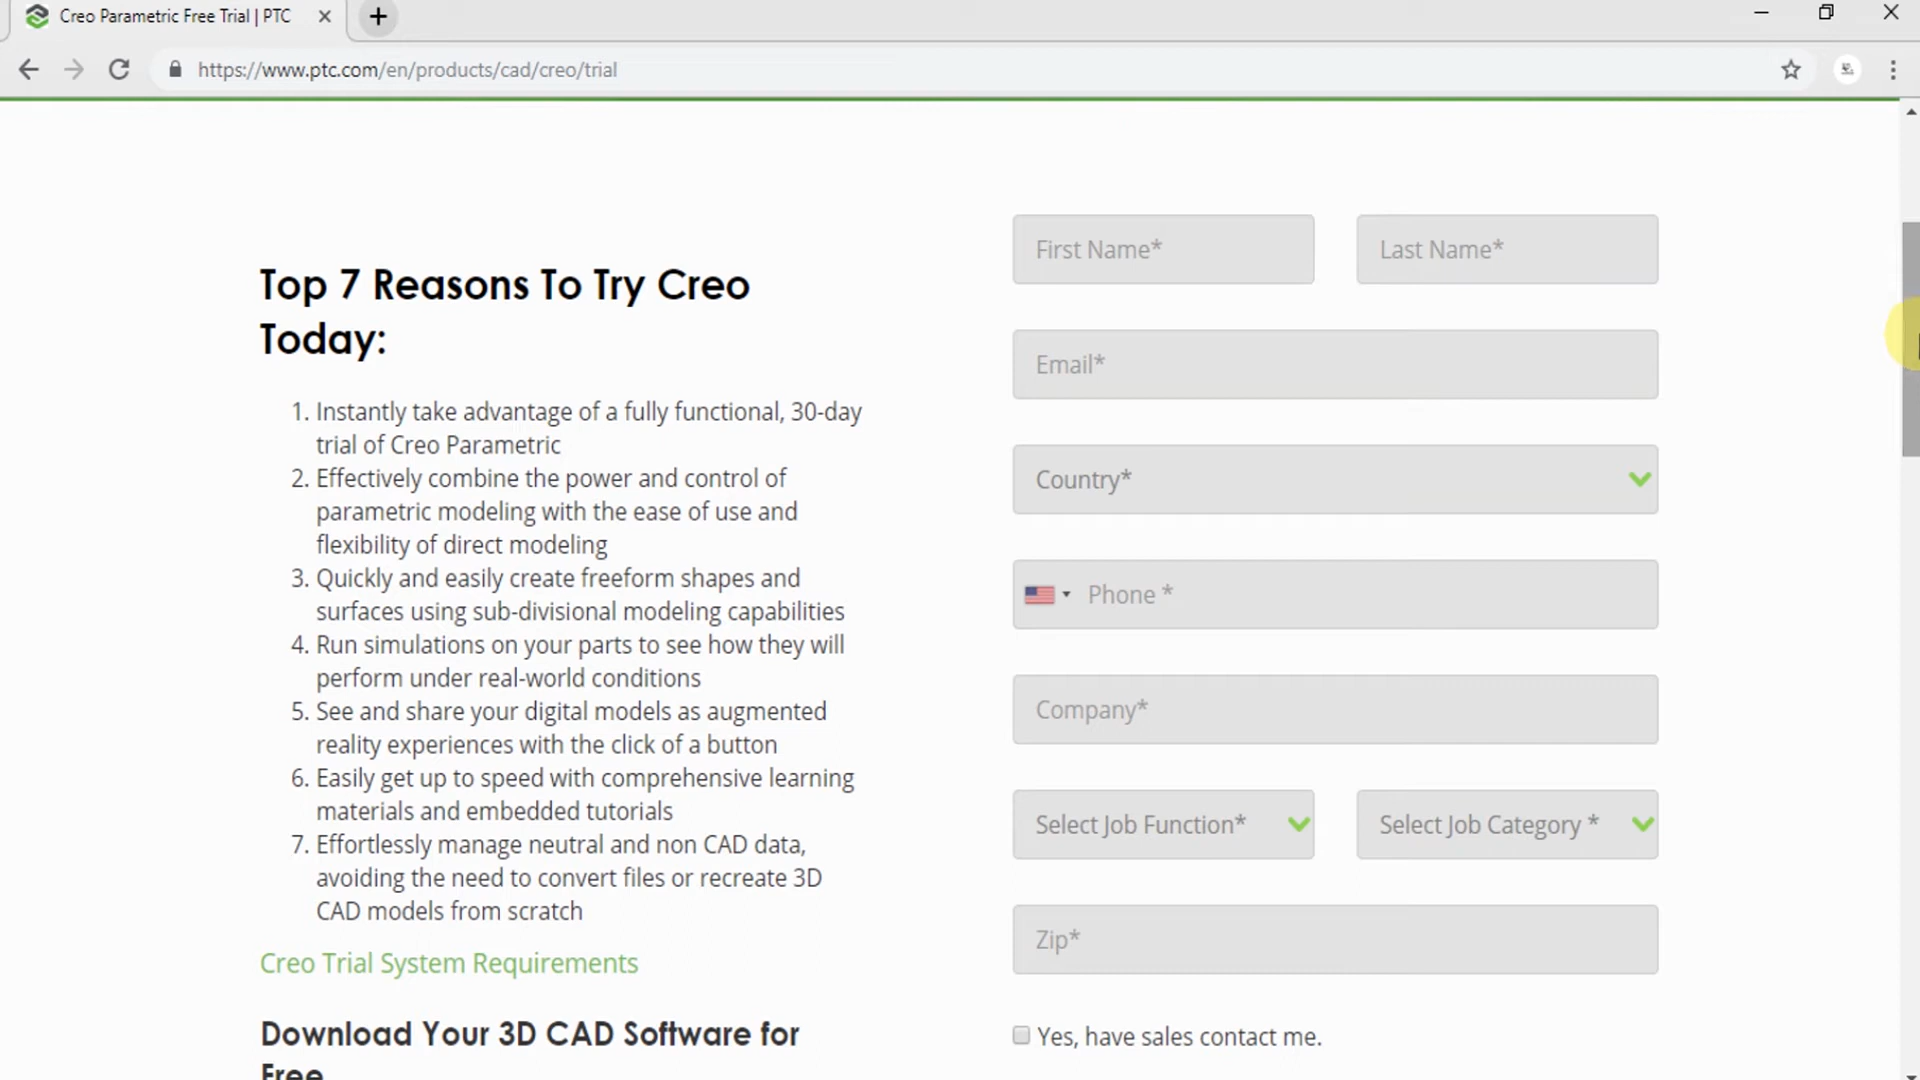 Creo Parametric Free Trial | PTC
https://www.ptc.com/en/products/cad/creo/trial
Top 7 Reasons To Try Creo
Today:
1. Instantly take advantage of a fully functional, 30-day
trial of Creo Parametric
2. Effectively combine the power and control of
parametric modeling with the ease of use and
flexibility of direct modeling
3. Quickly and easily create freeform shapes and
surfaces using sub-divisional modeling capabilities
4. Run simulations on your parts to see how they will
perform under real-world conditions
5. See and share your digital models as augmented
reality experiences with the click of a button
6. Easily get up to speed with comprehensive learning
materials and embedded tutorials
7. Effortlessly manage neutral and non CAD data,
avoiding the need to convert files or recreate 3D
CAD models from scratch
Creo Trial System Requirements
Download Your 3D CAD Software for
Free
First Name*
Last Name*
Email*
Country*
Phone *
Company*
Select Job Function*
Select Job Category *
Zip*
Yes, have sales contact me.